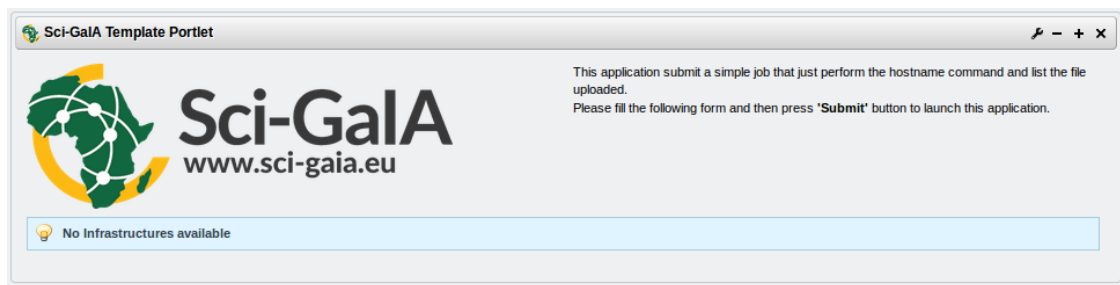 Sci-GaIA Template Portlet
Sci-GaIA
www.sci-gaia.eu
This application submit a simple job that just perform the hostname command and list the file
uploaded.
Please fill the following form and then press 'Submit' button to launch this application.
No Infrastructures available